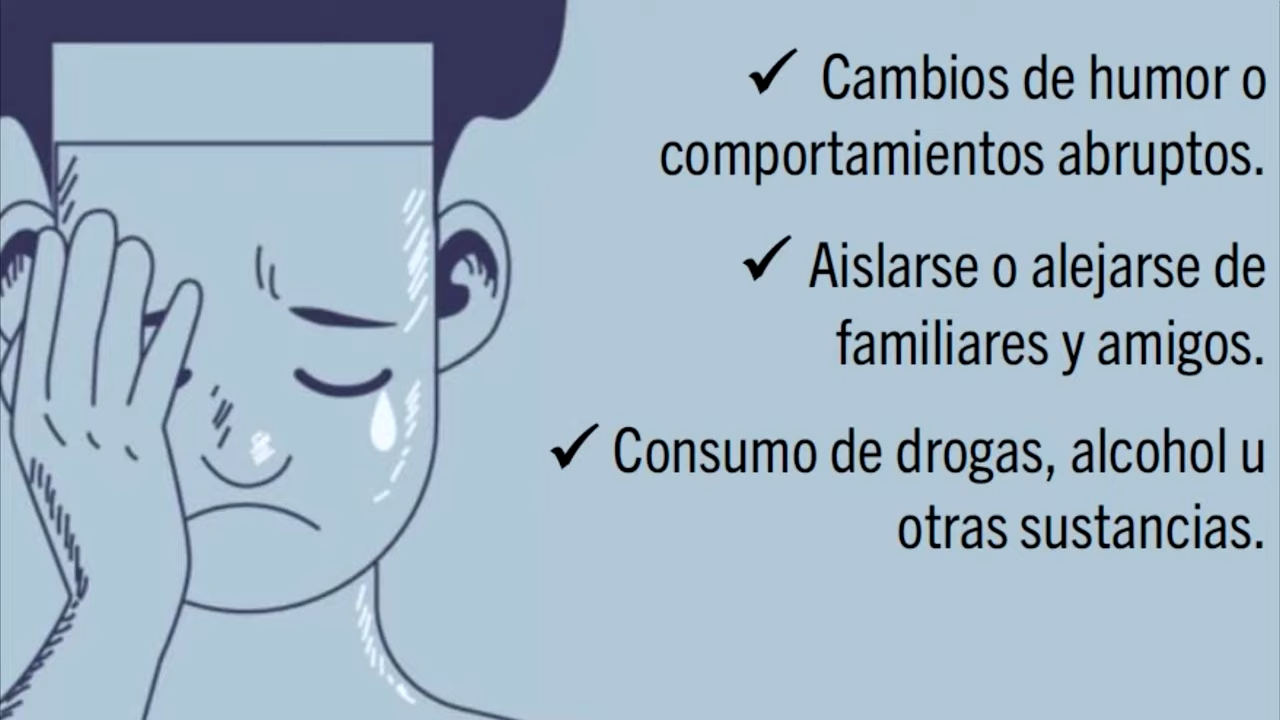 ✓ Cambios de humor o
comportamientos abruptos.
✓ Aislarse o alejarse de
familiares y amigos.
✓ Consumo de drogas, alcohol u
otras sustancias.